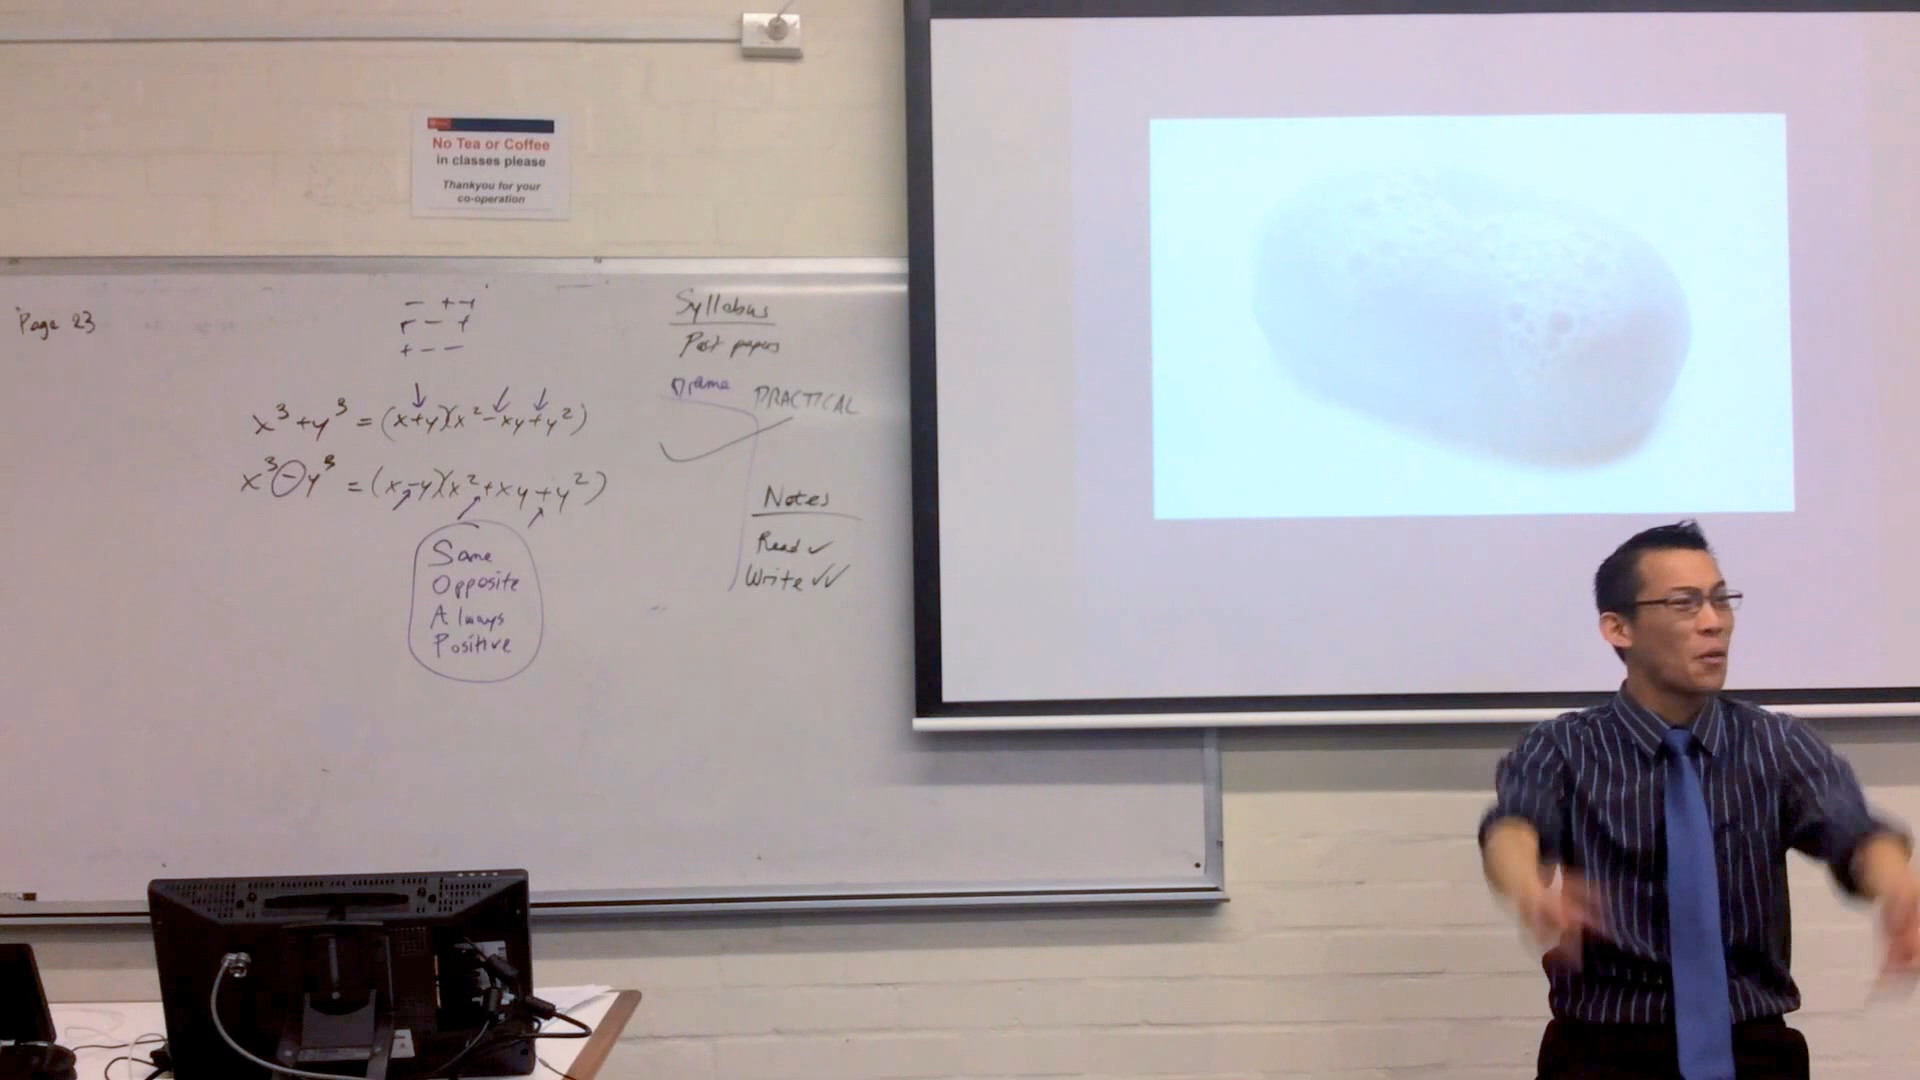 No Tea or Coffee
in classes please
Thankyou for your
co-operation
Page 23
- + +
+ - +
+ - -
x³+y³ = (x+y)(x²-xy+y²)
x³-y³ = (x-y)(x²+xy+y²)
Same
Opposite
Always
Positive
Syllabus
Past papers
PRACTICAL
Notes
Read ✓
Write ✓✓